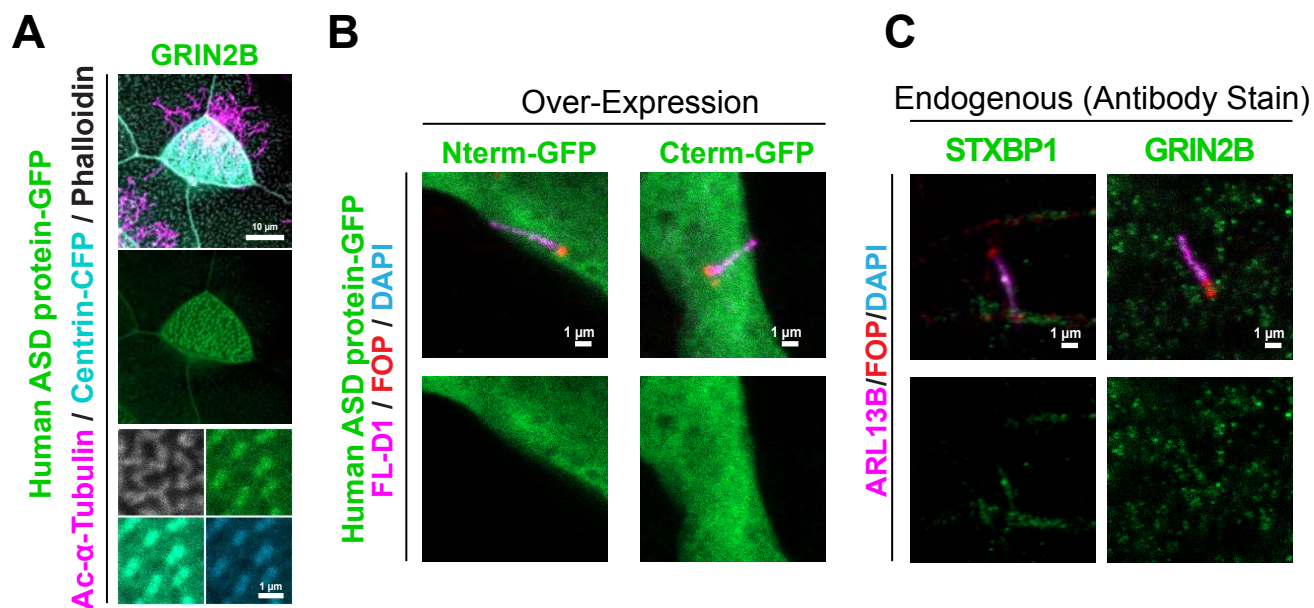 A
GRIN2B
Human ASD protein-GFP
Ac-α-Tubulin / Centrin-CFP / Phalloidin
10 μm
1 μm
B
Over-Expression
Nterm-GFP
Cterm-GFP
Human ASD protein-GFP
FL-D1 / FOP / DAPI
1 μm
1 μm
C
Endogenous (Antibody Stain)
STXBP1
GRIN2B
ARL13B/FOP/DAPI
1 μm
1 μm